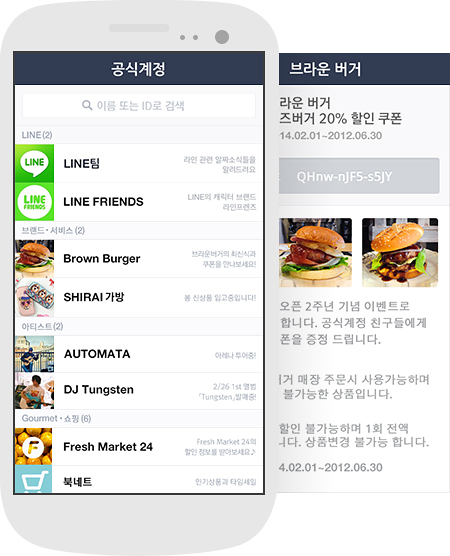 공식계정
이름 또는 ID로 검색
LINE(2)
LINE
LINE팀
라인 관련 알짜소식들을
알려드려요
LINE
FRIENDS
LINE FRIENDS
LINE의 캐릭터 브랜드
라인프렌즈
브랜드·서비스 (2)
Brown Burger
브라운버거의 최신식과
쿠폰을 만나보세요!
SHIRAI 가방
봄 신상품 입고중입니다!
아티스트(2)
AUTOMATA
아레나 투어중!
DJ Tungsten
2/26 1st 앨범
「Tungsten」발매중!
Gourmet·쇼핑 (6)
F
Fresh Market 24
Fresh Market 24의
할인 정보를 받아보세요♪
북네트
인기상품과 타임세일
브라운 버거
라운 버거
즈버거 20% 할인 쿠폰
14.02.01~2012.06.30
QHnw-nJF5-s5JY
오픈 2주년 기념 이벤트로
합니다. 공식계정 친구들에게
폰을 증정 드립니다.
거 매장 주문시 사용가능하며
불가능한 상품입니다.
할인 불가능하며 1회 전액
니다. 상품변경 불가능 합니다.
14.02.01~2012.06.30